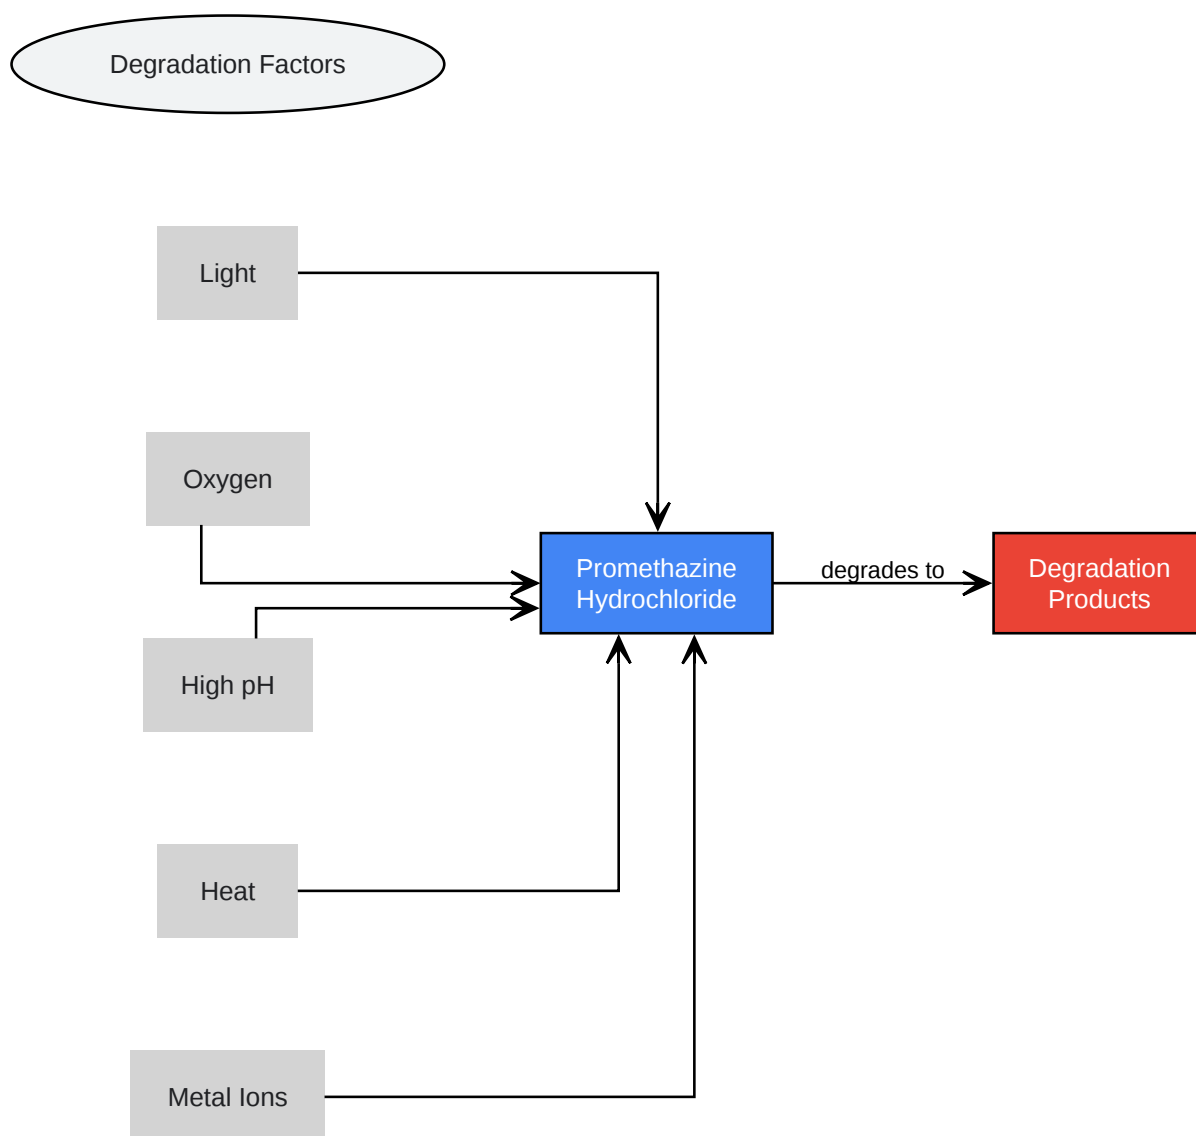 Degradation Factors
Light
Oxygen
Promethazine
Hydrochloride
degrades to
Degradation
Products
High pH
Heat
Metal Ions